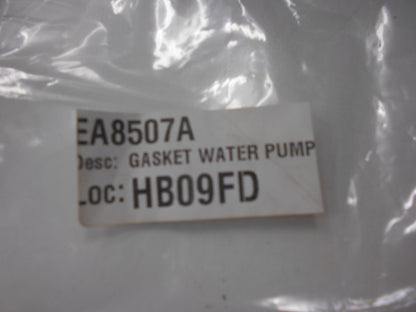 EA8507A
Desc: GASKET WATER PUMP
Loc: HB09FD